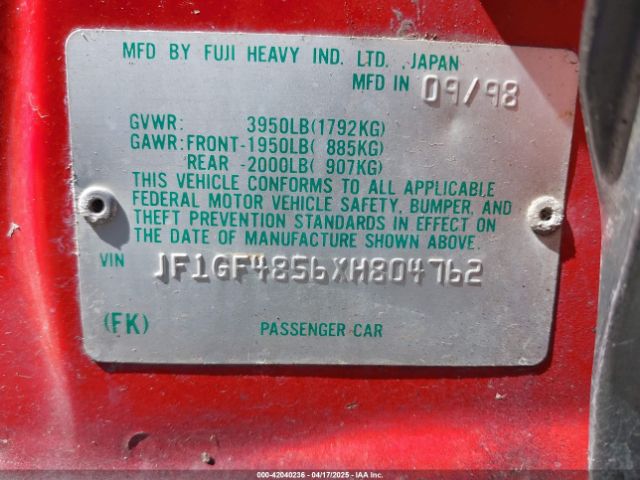 MFD BY FUJI HEAVY IND. LTD. ,JAPAN
MFD IN 09/98
GVWR: 3950LB(1792KG)
GAWR:FRONT-1950LB( 885KG)
REAR -2000LB( 907KG)
THIS VEHICLE CONFORMS TO ALL APPLICABLE
FEDERAL MOTOR VEHICLE SAFETY, BUMPER, AND
THEFT PREVENTION STANDARDS IN EFFECT ON
THE DATE OF MANUFACTURE SHOWN ABOVE.
VIN JF1GF4856XH804762
(FK) PASSENGER CAR
000-42040236 - 04/17/2025 - IAA Inc.